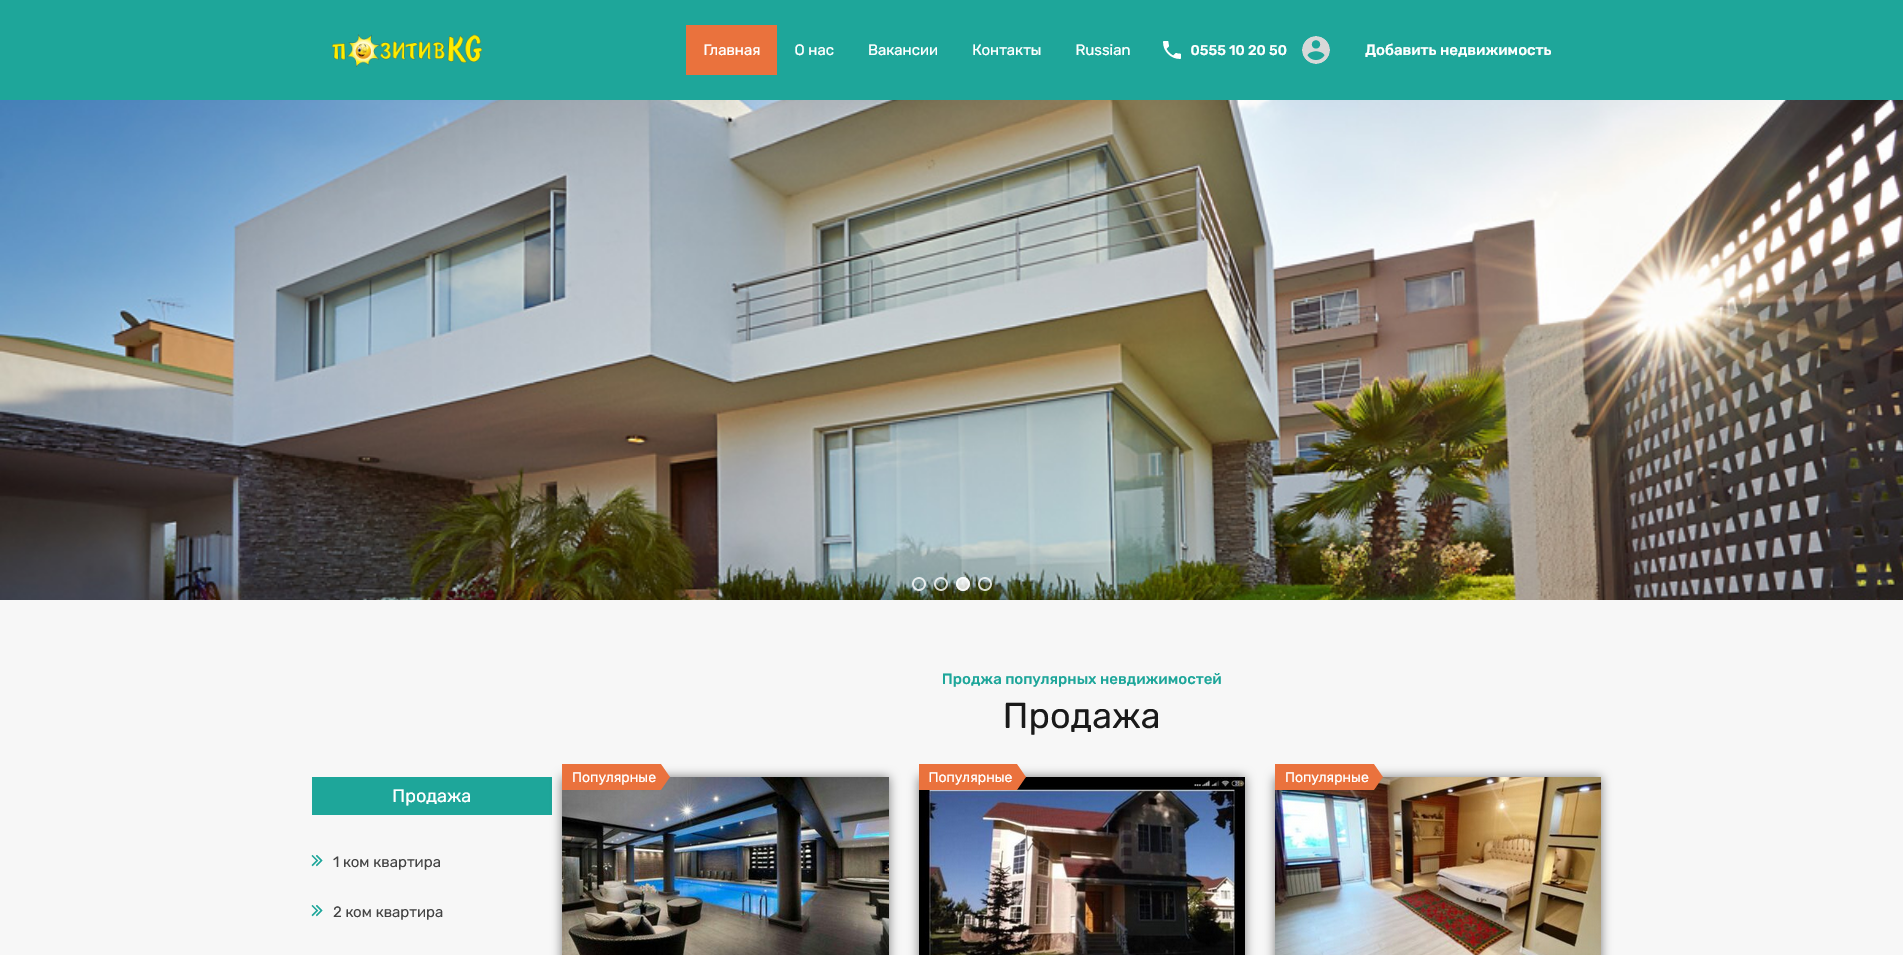 ПОЗИТИВKG
Главная
О нас
Вакансии
Контакты
Russian
0555 10 20 50
Добавить недвижимость
Проджа популярных невдижимостей
Продажа
Популярные
Популярные
Популярные
Продажа
1 ком квартира
2 ком квартира